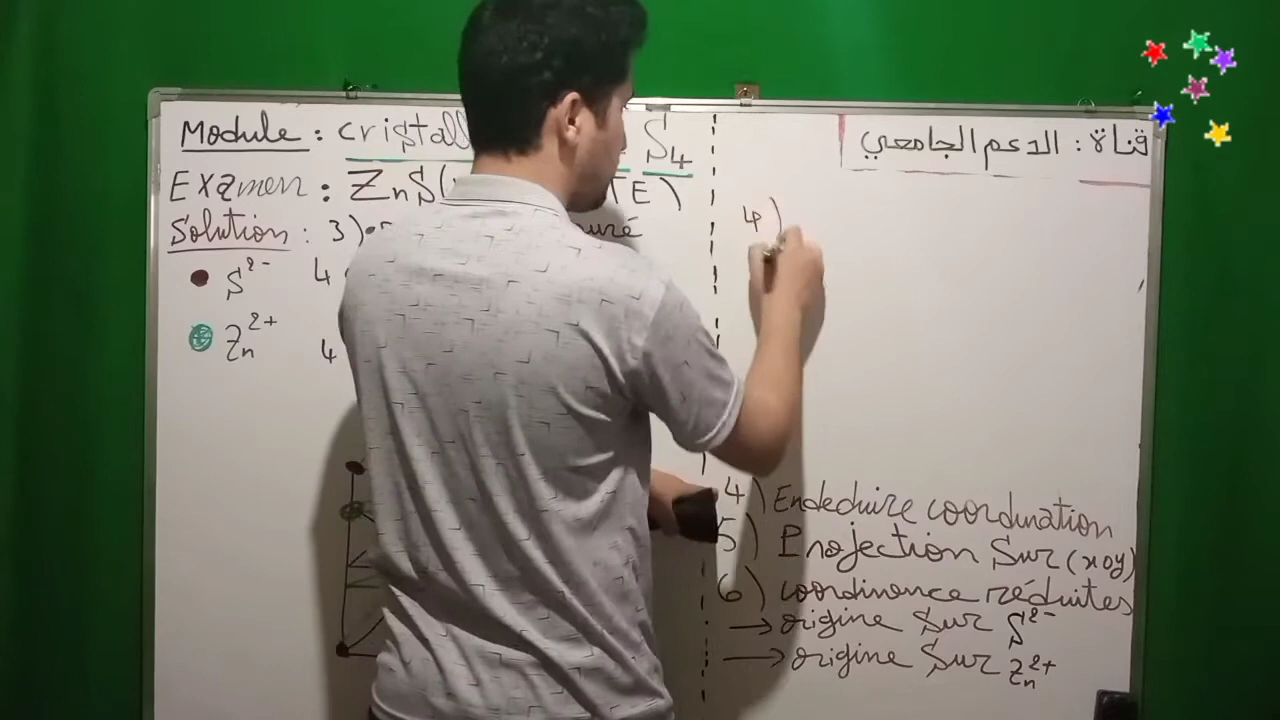 Module : cristall S4
Examen : ZnS( TE)
Solution : 3)
S2- 4
Zn2+ 4
قناة : الدعم الجامعي
4)
4) Endeduire coordination
5) Projection Sur (xoy)
6) coordinence réduites
→ origine Sur S2-
→ origine Sur Zn2+